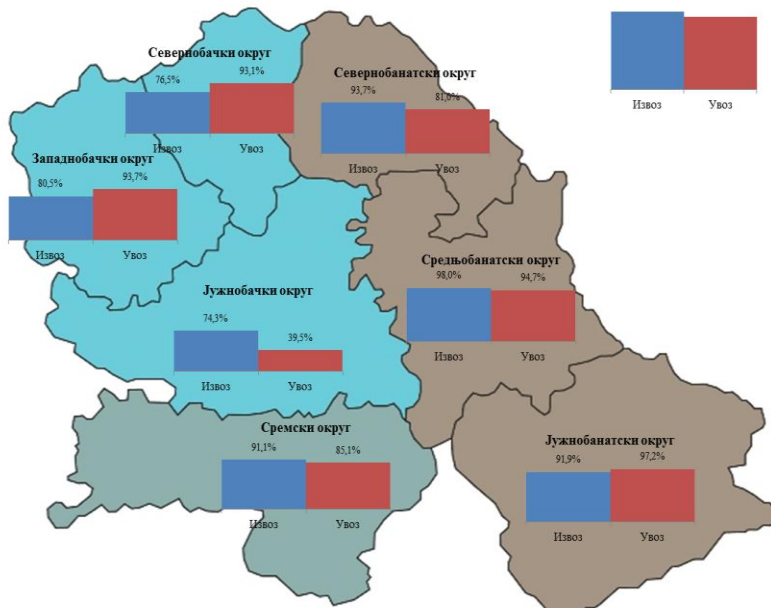 Севернобачки округ
76,5%
93,1%
Извоз
Увоз
Севернобанатски округ
93,7%
81,0%
Извоз
Увоз
Извоз
Увоз
Западнобачки округ
80,5%
93,7%
Извоз
Увоз
Средњобанатски округ
98,0%
94,7%
Извоз
Увоз
Јужнобачки округ
74,3%
39,5%
Извоз
Увоз
Сремски округ
91,1%
85,1%
Извоз
Увоз
Јужнобанатски округ
91,9%
97,2%
Извоз
Увоз